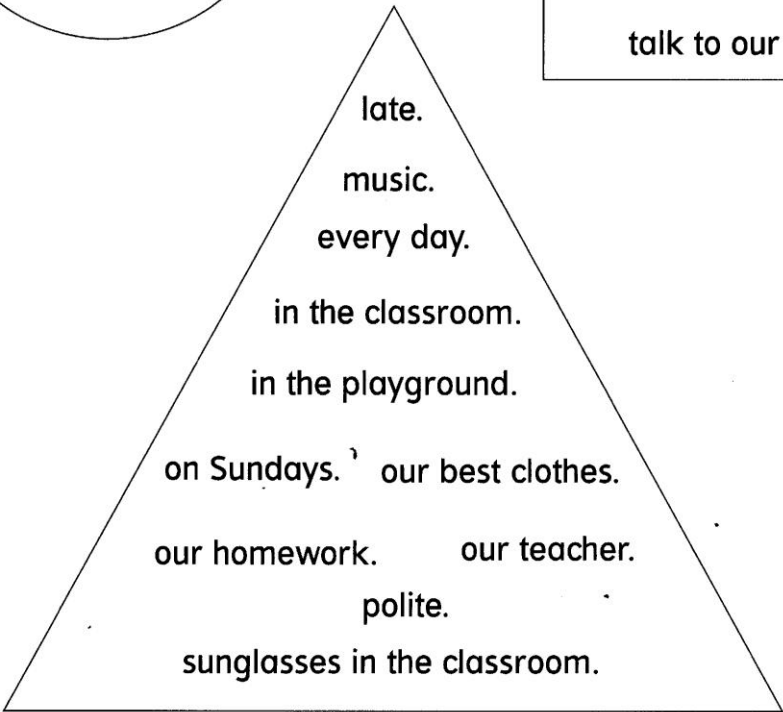 talk to our
late.
music.
every day.
in the classroom.
in the playground.
on Sundays. our best clothes.
our homework. our teacher.
polite.
sunglasses in the classroom.